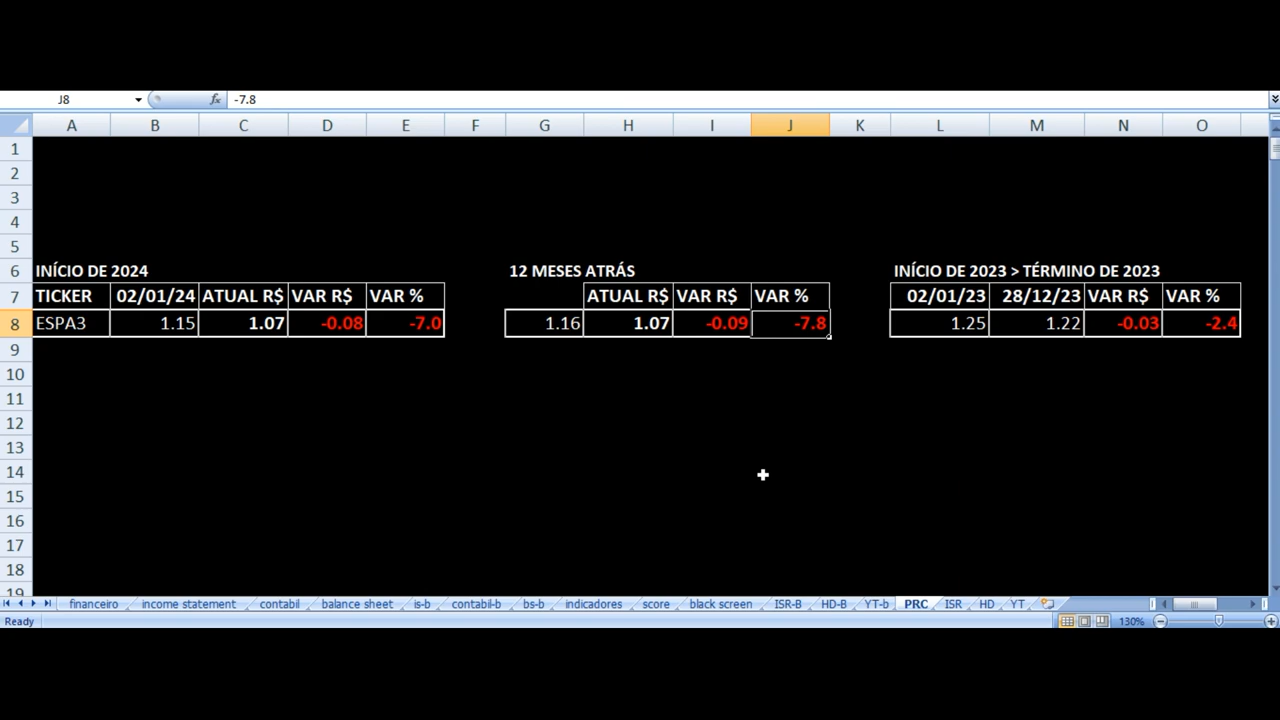 J8 fx -7.8
A B C D E F G H I J K L M N O
1
2
3
4
5
6 INÍCIO DE 2024 12 MESES ATRÁS INÍCIO DE 2023 > TÉRMINO DE 2023
7 TICKER 02/01/24 ATUAL R$ VAR R$ VAR % ATUAL R$ VAR R$ VAR % 02/01/23 28/12/23 VAR R$ VAR %
8 ESPA3 1.15 1.07 -0.08 -7.0 1.16 1.07 -0.09 -7.8 1.25 1.22 -0.03 -2.4
9
10
11
12
13
14
15
16
17
18
19
financeiro income statement contabil balance sheet is-b contabil-b bs-b indicadores score black screen ISR-B HD-B YT-b PRC ISR HD YT
Ready 130%